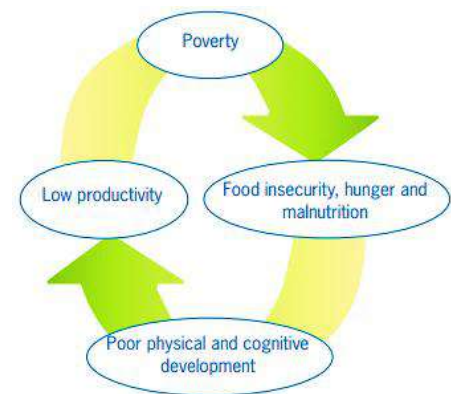 Poverty
Low productivity
Food insecurity, hunger and
malnutrition
Poor physical and cognitive
development